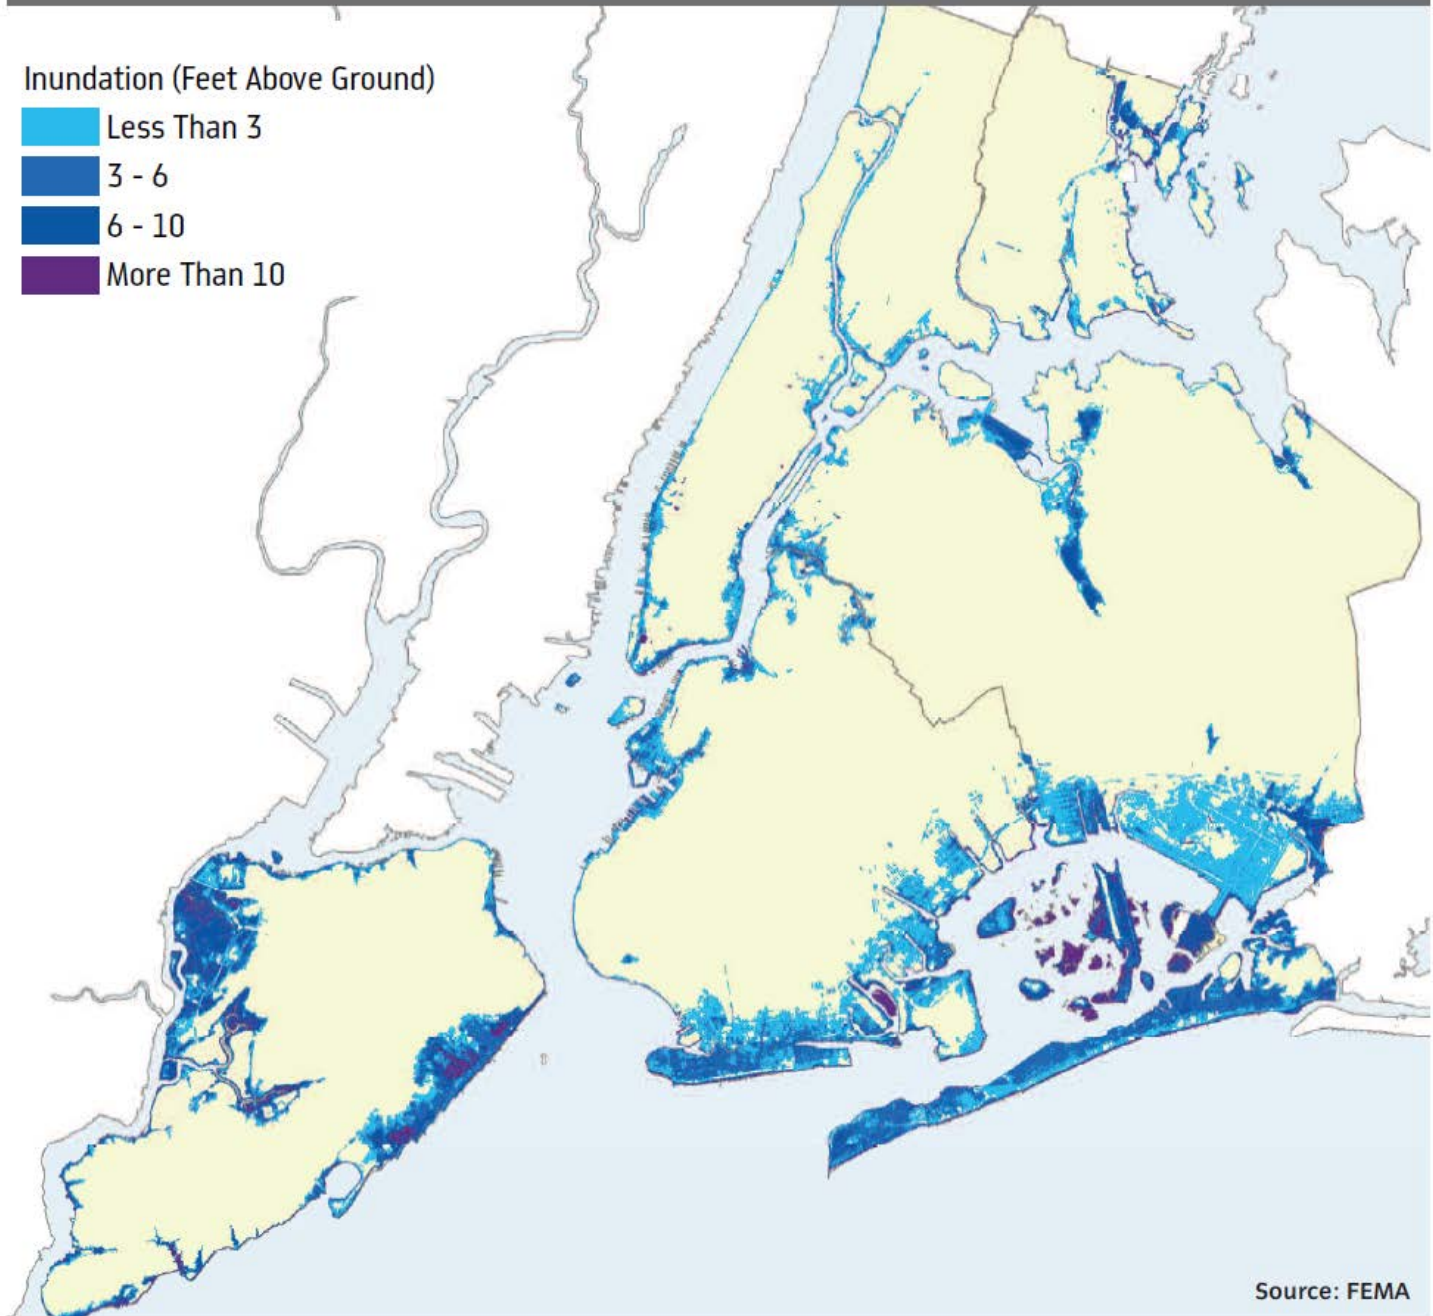 Inundation (Feet Above Ground)
Less Than 3
3 - 6
6 - 10
More Than 10
Source: FEMA